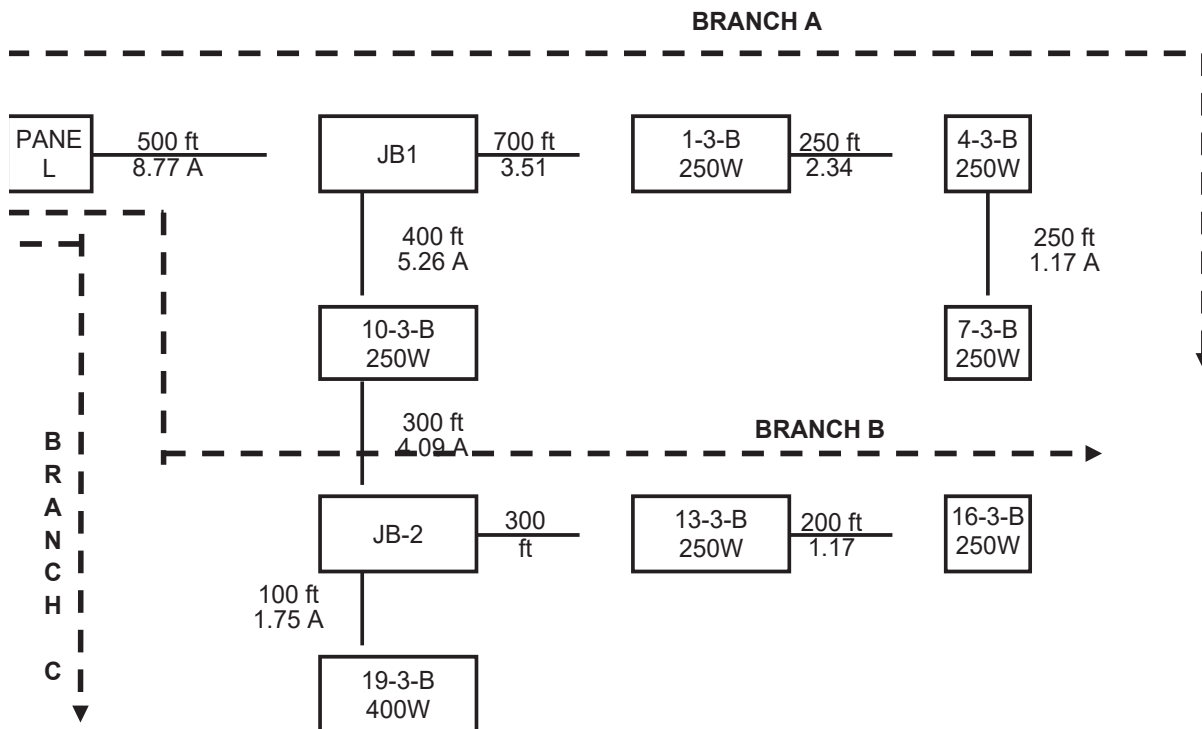 BRANCH A
PANE
L
500 ft
8.77 A
JB1
700 ft
3.51
1-3-B
250W
250 ft
2.34
4-3-B
250W
400 ft
5.26 A
250 ft
1.17 A
10-3-B
250W
7-3-B
250W
300 ft
4.09 A
BRANCH B
B
R
A
N
C
H
C
JB-2
300
ft
13-3-B
250W
200 ft
1.17
16-3-B
250W
100 ft
1.75 A
19-3-B
400W